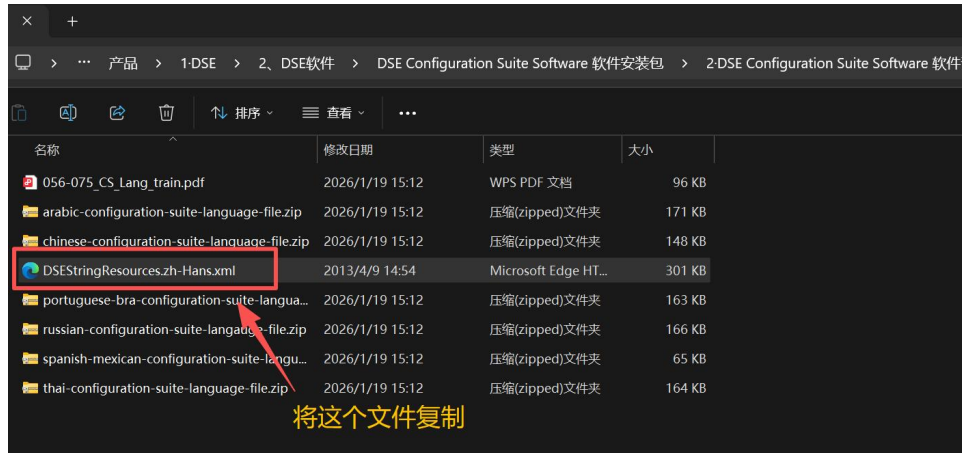 … 产品 > 1·DSE > 2、DSE软件 > DSE Configuration Suite Software 软件安装包 > 2·DSE Configuration Suite Software 软件
排序 查看
名称 修改日期 类型 大小
056-075_CS_Lang_train.pdf 2026/1/19 15:12 WPS PDF 文档 96 KB
arabic-configuration-suite-language-file.zip 2026/1/19 15:12 压缩(zipped)文件夹 171 KB
chinese-configuration-suite-language-file.zip 2026/1/19 15:12 压缩(zipped)文件夹 148 KB
DSEStringResources.zh-Hans.xml 2013/4/9 14:54 Microsoft Edge HT... 301 KB
portuguese-bra-configuration-suite-langua... 2026/1/19 15:12 压缩(zipped)文件夹 163 KB
russian-configuration-suite-language-file.zip 2026/1/19 15:12 压缩(zipped)文件夹 166 KB
spanish-mexican-configuration-suite-langu... 2026/1/19 15:12 压缩(zipped)文件夹 65 KB
thai-configuration-suite-language-file.zip 2026/1/19 15:12 压缩(zipped)文件夹 164 KB
将这个文件复制